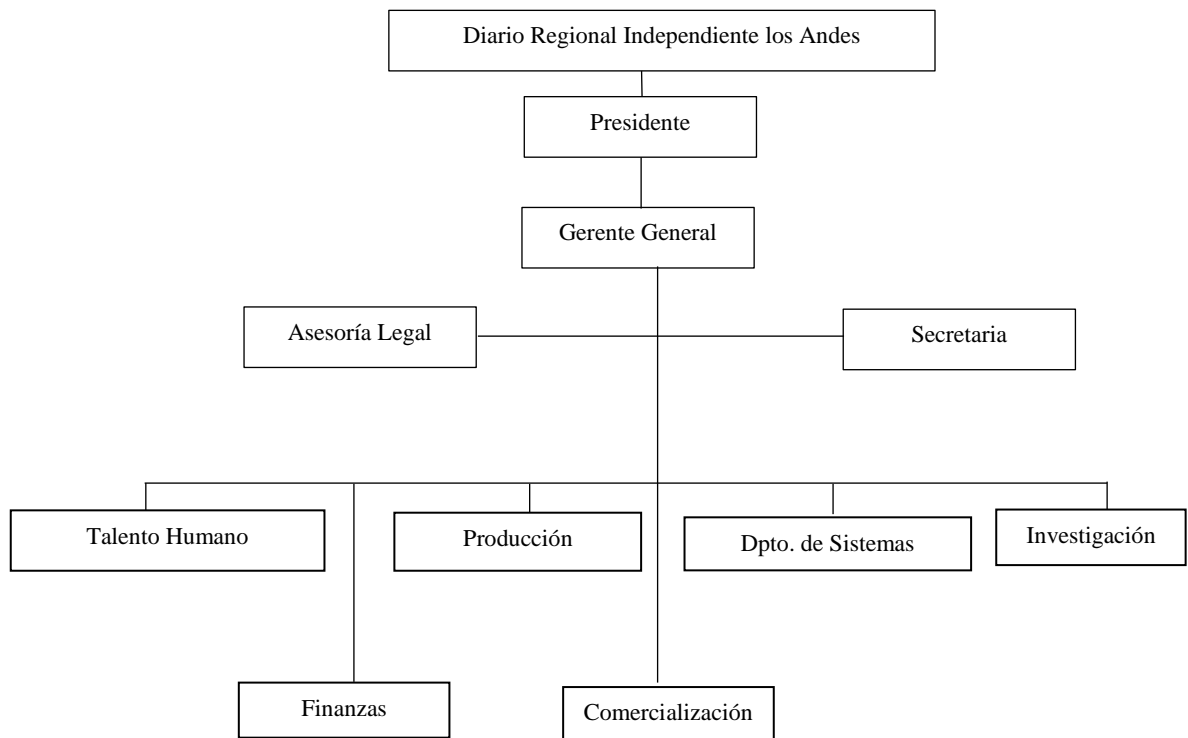 Diario Regional Independiente los Andes
Presidente
Gerente General
Asesoría Legal
Secretaria
Talento Humano
Producción
Dpto. de Sistemas
Investigación
Finanzas
Comercialización